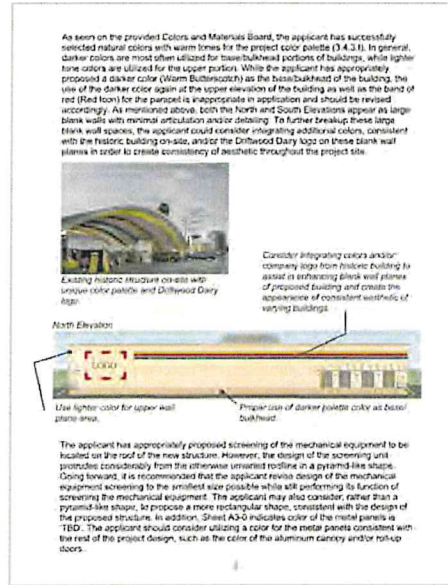 As seen on the provided Colors and Materials Board, the applicant has successfully
selected natural colors with warm tones for the project color palette (3.4.3.f). In general,
darker colors are most often utilized for base/bulkhead portions of buildings, while lighter
tone colors are utilized for the upper portion. While the applicant has appropriately
proposed a darker color (Warm Butterscotch) as the base/bulkhead of the building, the
use of the darker color again at the upper elevation of the building as well as the band of
red (Red Icon) for the parapet is inappropriate in application and should be revised
accordingly. As mentioned above, both the North and South Elevations appear as large
blank walls with minimal articulation and/or detailing. To further breakup these large
blank wall spaces, the applicant could consider integrating additional colors, consistent
with the historic building on-site, and/or the Driftwood Dairy logo on these blank wall
planes in order to create consistency of aesthetic throughout the project site.
Existing historic structure on-site with
unique color palette and Driftwood Dairy
logo.
Consider integrating colors and/or
company logo from historic building to
assist in enhancing blank wall planes
of proposed building and create the
appearance of consistent aesthetic of
varying buildings.
North Elevation
LOGO
Use lighter color for upper wall
plane area.
Proper use of darker palette color as base/
bulkhead.
The applicant has appropriately proposed screening of the mechanical equipment to be
located on the roof of the new structure. However, the design of the screening unit
protrudes considerably from the otherwise unvaried roofline in a pyramid-like shape.
Going forward, it is recommended that the applicant revise design of the mechanical
equipment screening to the smallest size possible while still performing its function of
screening the mechanical equipment. The applicant may also consider, rather than a
pyramid-like shape, to propose a more rectangular shape, consistent with the design of
the proposed structure. In addition, Sheet A3-0 indicates color of the metal panels is
'TBD'. The applicant should consider utilizing a color for the metal panels consistent with
the rest of the project design, such as the color of the aluminum canopy and/or roll-up
doors.